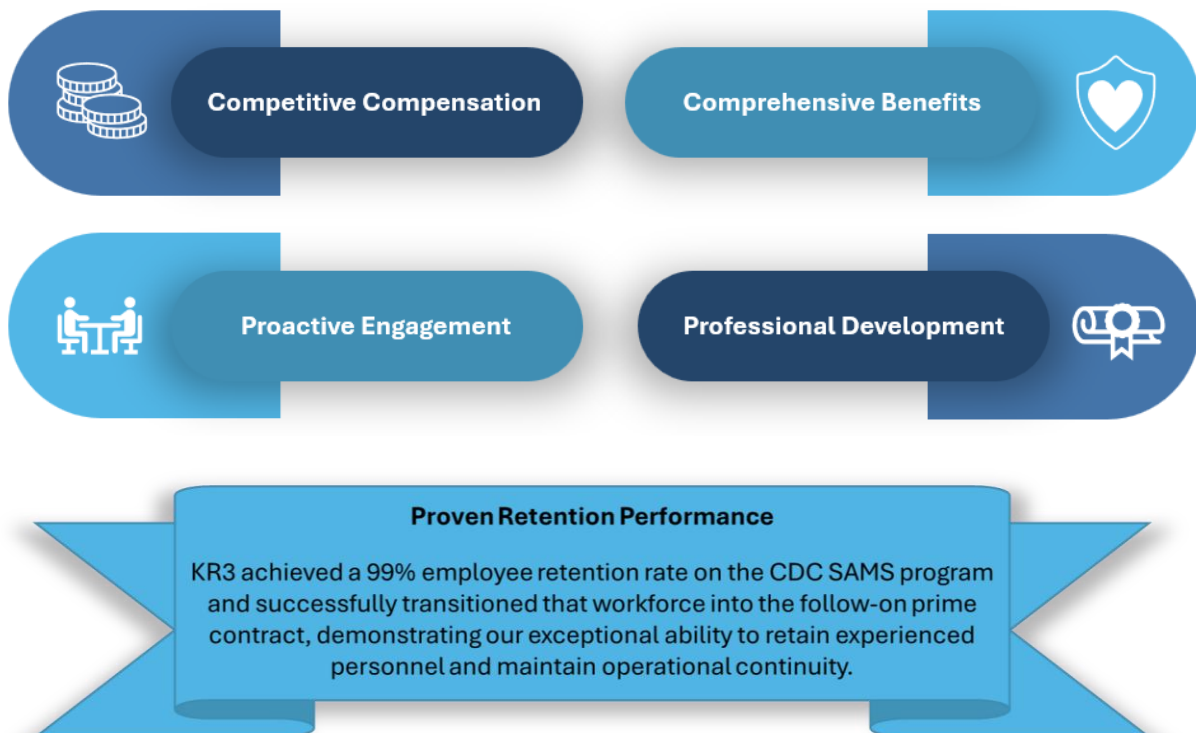 Competitive Compensation
Comprehensive Benefits
Proactive Engagement
Professional Development
Proven Retention Performance
KR3 achieved a 99% employee retention rate on the CDC SAMS program
and successfully transitioned that workforce into the follow-on prime
contract, demonstrating our exceptional ability to retain experienced
personnel and maintain operational continuity.